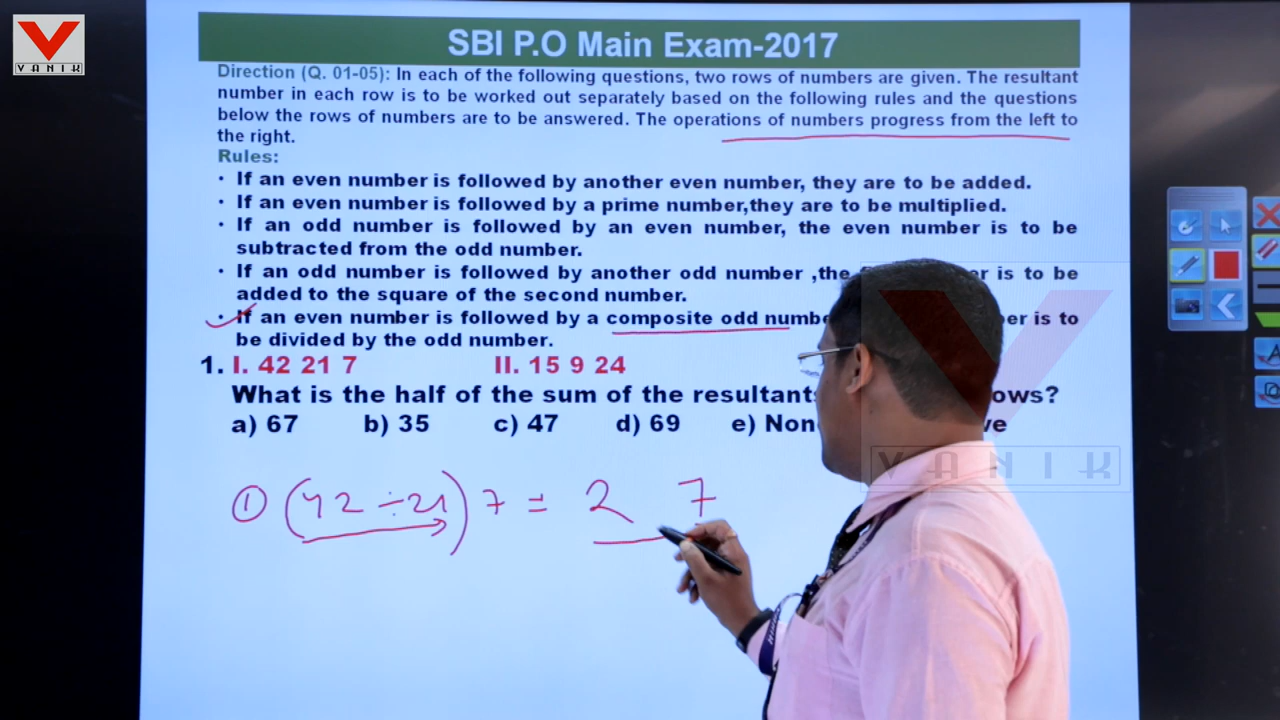 VANIK
SBI P.O Main Exam-2017
Direction (Q. 01-05): In each of the following questions, two rows of numbers are given. The resultant
number in each row is to be worked out separately based on the following rules and the questions
below the rows of numbers are to be answered. The operations of numbers progress from the left to
the right.
Rules:
· If an even number is followed by another even number, they are to be added.
· If an even number is followed by a prime number,they are to be multiplied.
· If an odd number is followed by an even number, the even number is to be
subtracted from the odd number.
· If an odd number is followed by another odd number ,the is to be
added to the square of the second number.
· If an even number is followed by a composite odd is to
be divided by the odd number.
1. I. 42 21 7 II. 15 9 24
What is the half of the sum of the
a) 67 b) 35 c) 47 d) 69 e)
① (42 ÷ 21) 7 = 2 7
VANIK